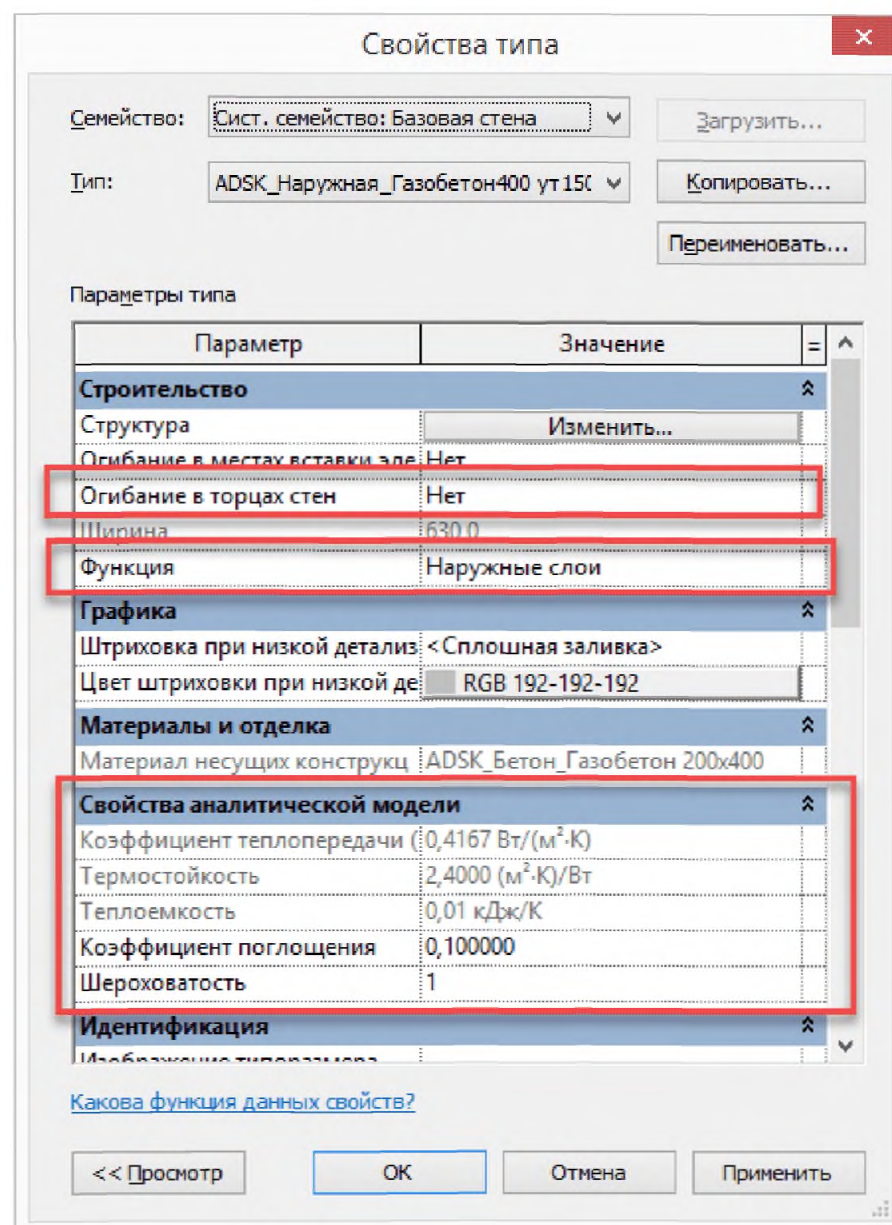 Свойства типа
Семейство: Сист. семейство: Базовая стена Загрузить...
Тип: ADSK_Наружная_Газобетон400 ут150 Копировать...
Переименовать...
Параметры типа
Параметр Значение =
Строительство
Структура Изменить...
Огибание в местах вставки эле Нет
Огибание в торцах стен Нет
Ширина 630.0
Функция Наружные слои
Графика
Штриховка при низкой детализ <Сплошная заливка>
Цвет штриховки при низкой де RGB 192-192-192
Материалы и отделка
Материал несущих конструкц ADSK_Бетон_Газобетон 200x400
Свойства аналитической модели
Коэффициент теплопередачи ( 0,4167 Вт/(м²·К)
Термостойкость 2,4000 (м²·К)/Вт
Теплоемкость 0,01 кДж/К
Коэффициент поглощения 0,100000
Шероховатость 1
Идентификация
Изображение типоразмера
Какова функция данных свойств?
<< Просмотр ОК Отмена Применить